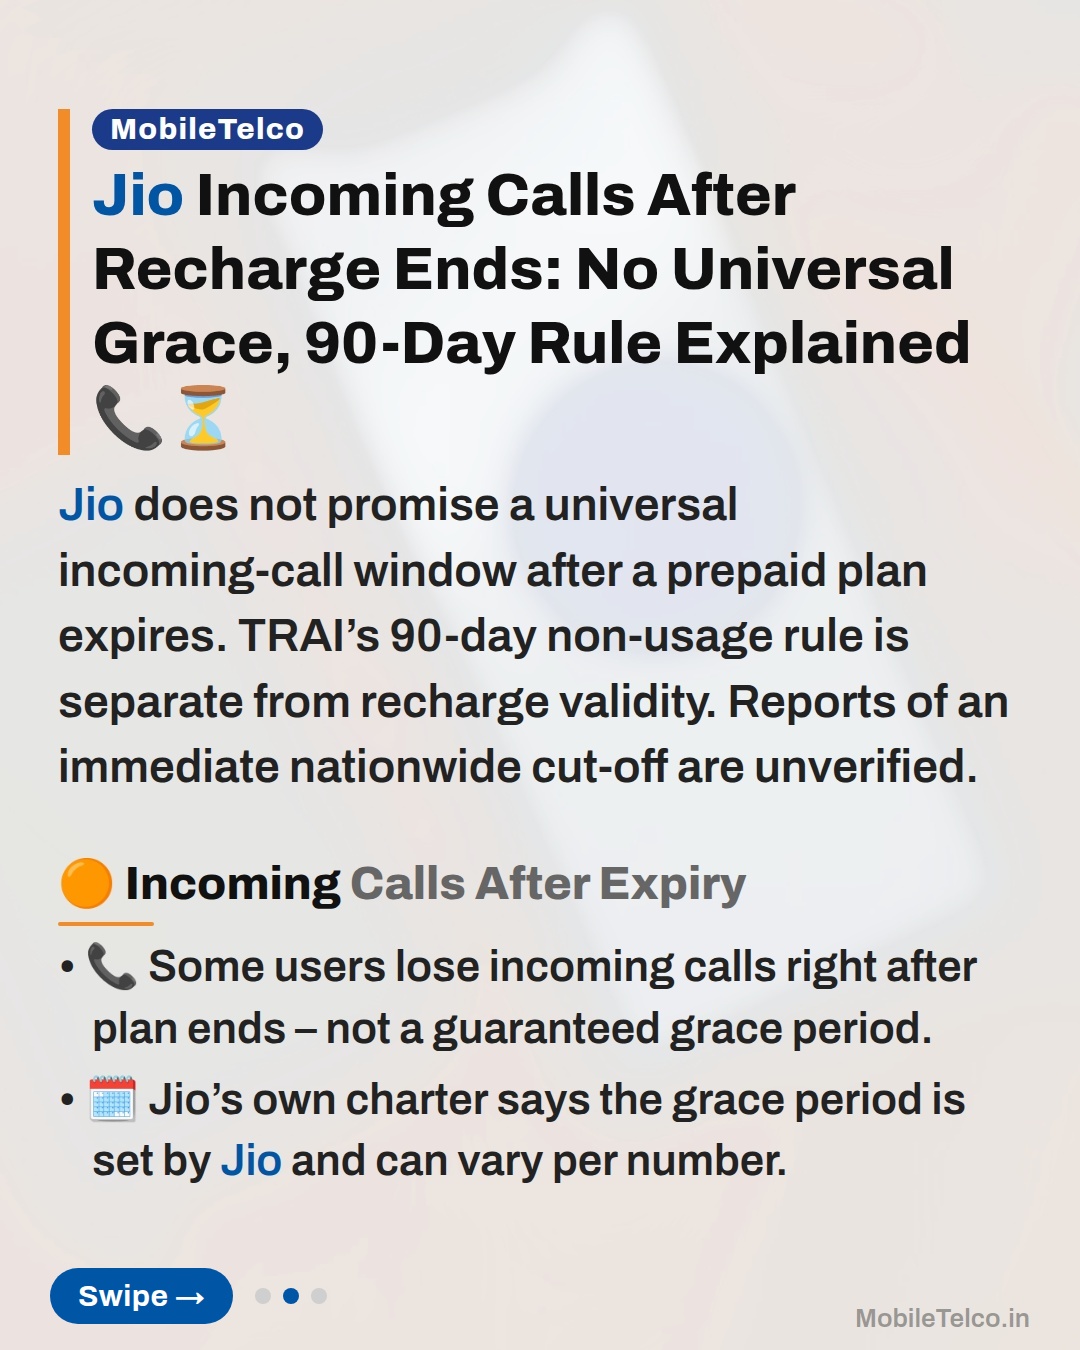 MobileTelco
Jio Incoming Calls After
Recharge Ends: No Universal
Grace, 90-Day Rule Explained
📞⏳
Jio does not promise a universal
incoming-call window after a prepaid plan
expires. TRAI’s 90-day non-usage rule is
separate from recharge validity. Reports of an
immediate nationwide cut-off are unverified.
🟠 Incoming Calls After Expiry
• 📞 Some users lose incoming calls right after
plan ends – not a guaranteed grace period.
• 🗓️ Jio’s own charter says the grace period is
set by Jio and can vary per number.
Swipe →
MobileTelco.in